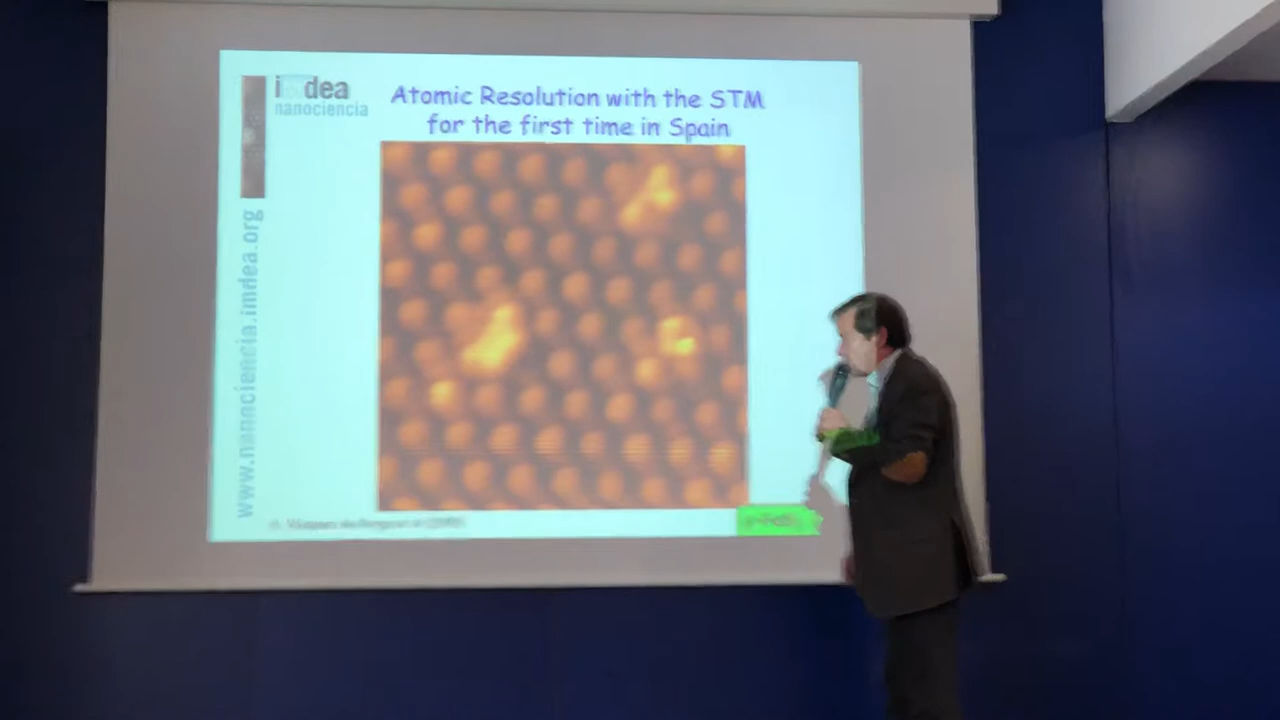 imdea
nanociencia
Atomic Resolution with the STM
for the first time in Spain
www.nanociencia.imdea.org